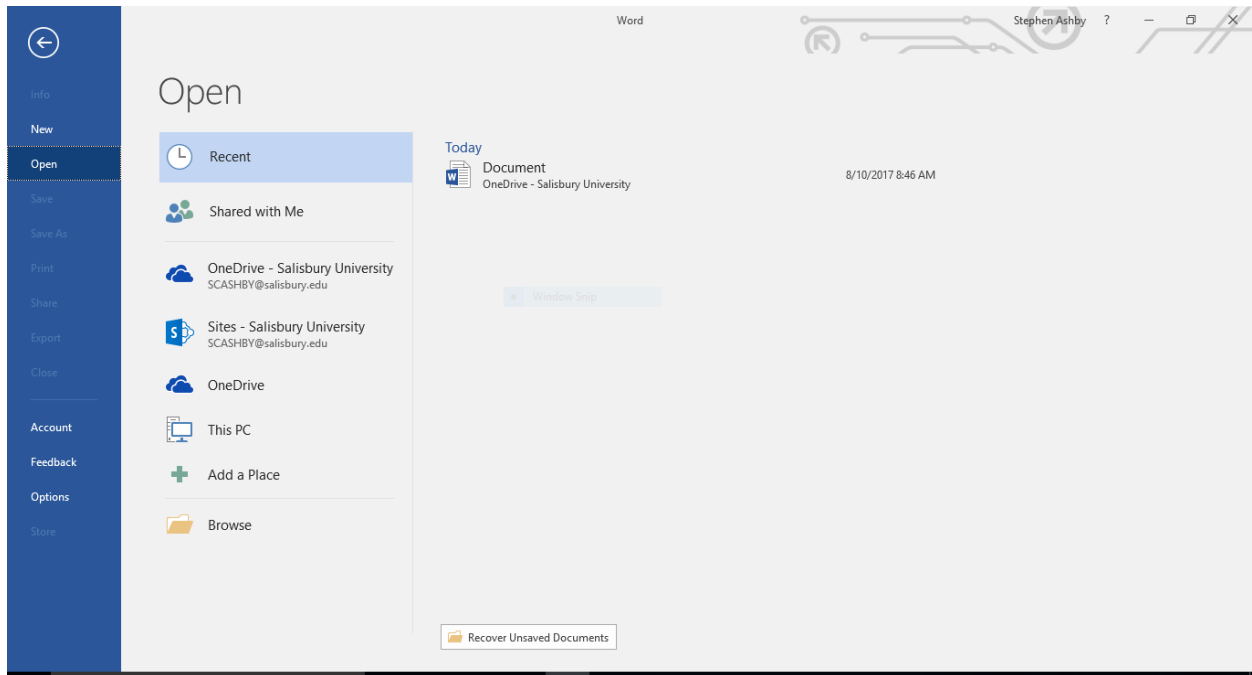 Word
Stephen Ashby ?
Info
New
Open
Save
Save As
Print
Share
Export
Close
Account
Feedback
Options
Store
Open
Recent
Shared with Me
OneDrive - Salisbury University
SCASHBY@salisbury.edu
Sites - Salisbury University
SCASHBY@salisbury.edu
OneDrive
This PC
Add a Place
Browse
Today
Document
OneDrive - Salisbury University
8/10/2017 8:46 AM
Window Snip
Recover Unsaved Documents